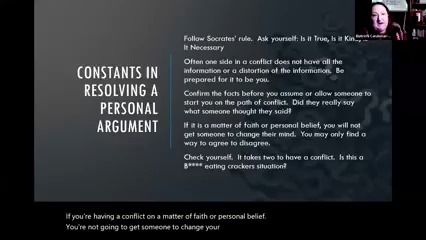 CONSTANTS IN
RESOLVING A
PERSONAL
ARGUMENT
Follow Socrates' rule. Ask yourself: Is it True, Is it Kind,
It Necessary
Often one side in a conflict does not have all the
information or a distortion of the information. Be
prepared for it to be you.
Confirm the facts before you assume or allow someone to
start you on the path of conflict. Did they really say
what someone thought they said?
If it is a matter of faith or personal belief, you will not
get someone to change their mind. You may only find a
way to agree to disagree.
Check yourself. It takes two to have a conflict. Is this a
B**** eating crackers situation?
If you're having a conflict on a matter of faith or personal belief.
You're not going to get someone to change your